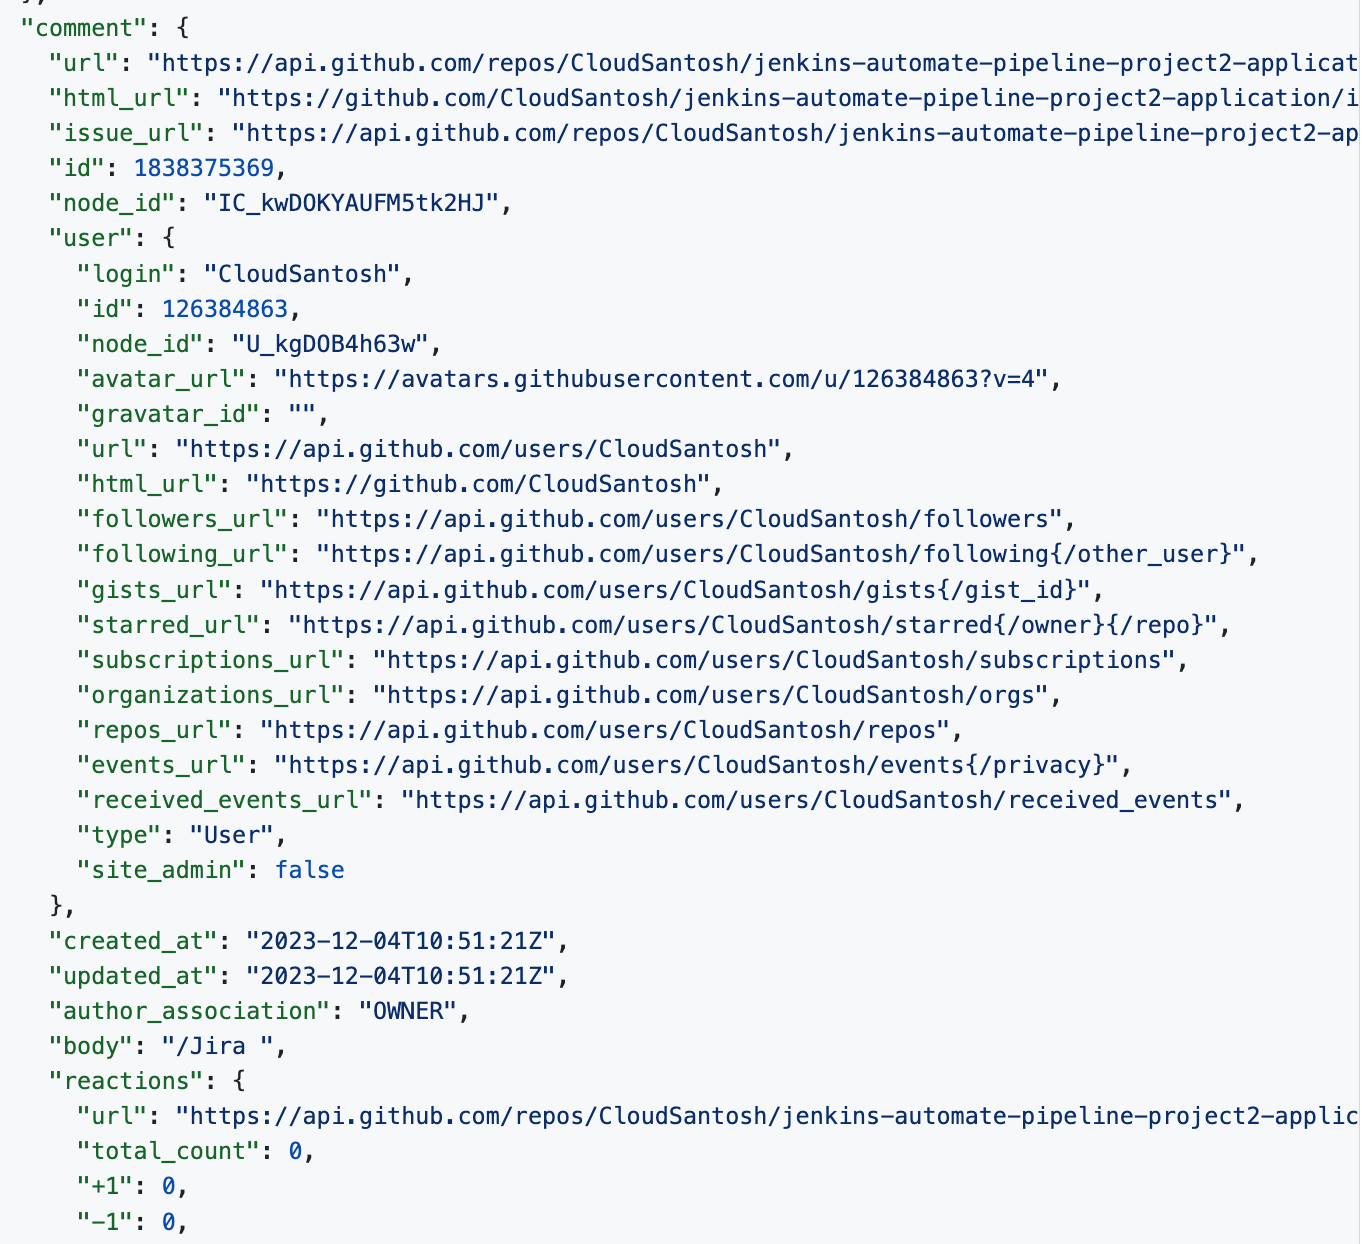 "comment": {
"url": "https://api.github.com/repos/CloudSantosh/jenkins-automate-pipeline-project2-applicat
"html_url": "https://github.com/CloudSantosh/jenkins-automate-pipeline-project2-application/i
"issue_url": "https://api.github.com/repos/CloudSantosh/jenkins-automate-pipeline-project2-ap
"id": 1838375369,
"node_id": "IC_kwDOKYAUFM5tk2HJ",
"user": {
"login": "CloudSantosh",
"id": 126384863,
"node_id": "U_kgDOB4h63w",
"avatar_url": "https://avatars.githubusercontent.com/u/126384863?v=4",
"gravatar_id": "",
"url": "https://api.github.com/users/CloudSantosh",
"html_url": "https://github.com/CloudSantosh",
"followers_url": "https://api.github.com/users/CloudSantosh/followers",
"following_url": "https://api.github.com/users/CloudSantosh/following{/other_user}",
"gists_url": "https://api.github.com/users/CloudSantosh/gists{/gist_id}",
"starred_url": "https://api.github.com/users/CloudSantosh/starred{/owner}{/repo}",
"subscriptions_url": "https://api.github.com/users/CloudSantosh/subscriptions",
"organizations_url": "https://api.github.com/users/CloudSantosh/orgs",
"repos_url": "https://api.github.com/users/CloudSantosh/repos",
"events_url": "https://api.github.com/users/CloudSantosh/events{/privacy}",
"received_events_url": "https://api.github.com/users/CloudSantosh/received_events",
"type": "User",
"site_admin": false
},
"created_at": "2023-12-04T10:51:21Z",
"updated_at": "2023-12-04T10:51:21Z",
"author_association": "OWNER",
"body": "/Jira ",
"reactions": {
"url": "https://api.github.com/repos/CloudSantosh/jenkins-automate-pipeline-project2-applic
"total_count": 0,
"+1": 0,
"-1": 0,